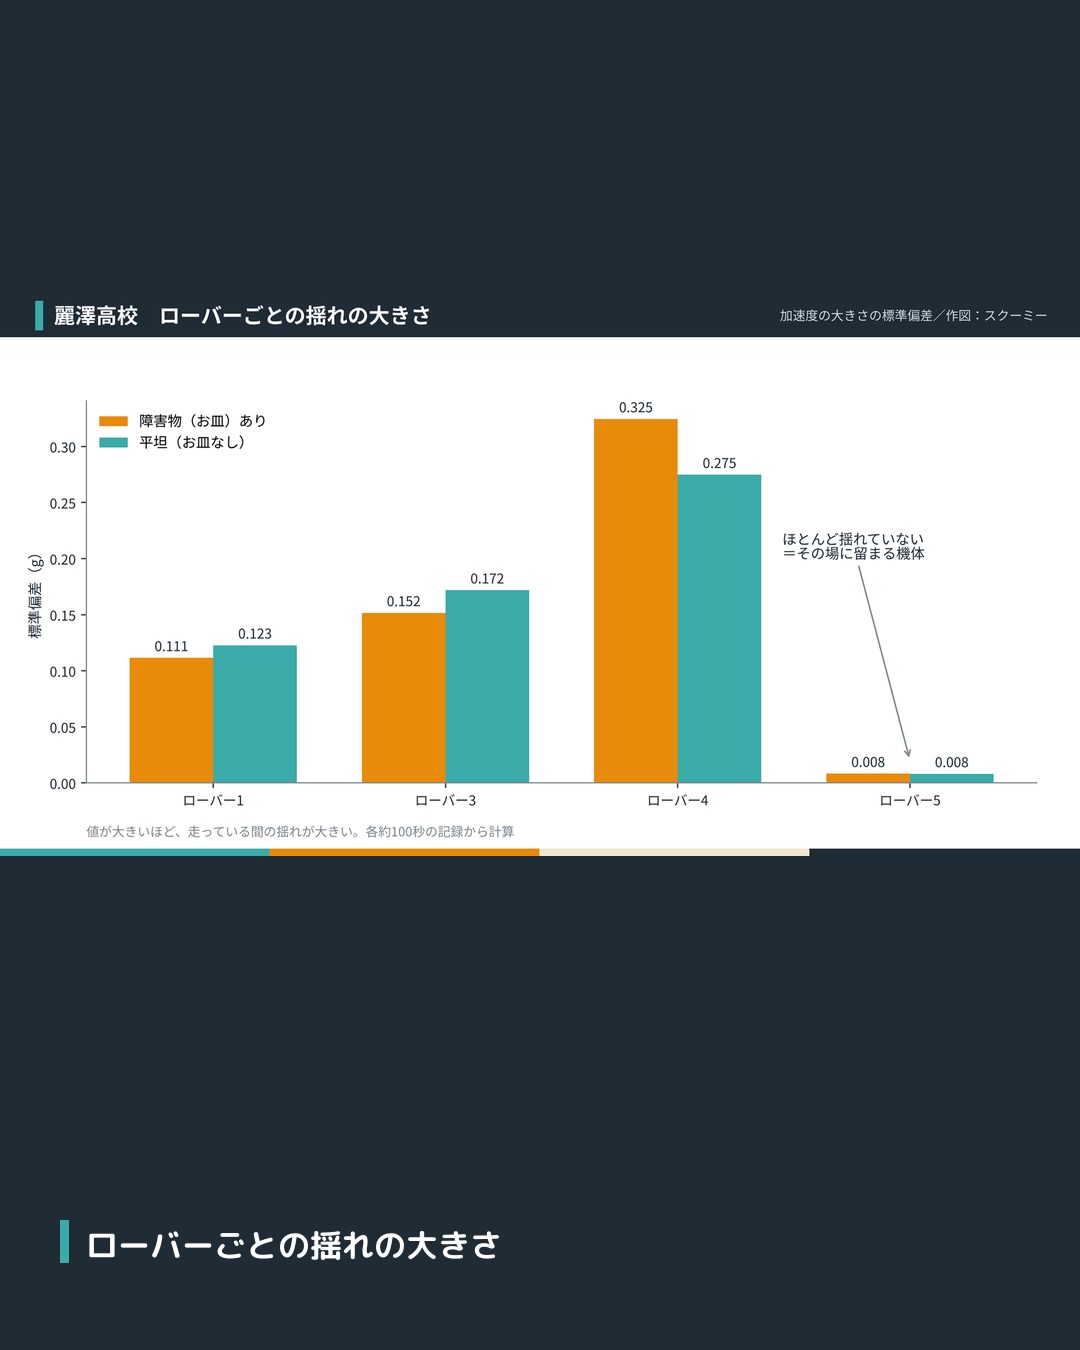 麗澤高校　ローバーごとの揺れの大きさ
加速度の大きさの標準偏差／作図：スクーミー
障害物（お皿）あり
平坦（お皿なし）
標準偏差（g）
0.30
0.25
0.20
0.15
0.10
0.05
0.00
0.111
0.123
0.152
0.172
0.325
0.275
0.008
0.008
ほとんど揺れていない
＝その場に留まる機体
ローバー1
ローバー3
ローバー4
ローバー5
値が大きいほど、走っている間の揺れが大きい。各約100秒の記録から計算
ローバーごとの揺れの大きさ